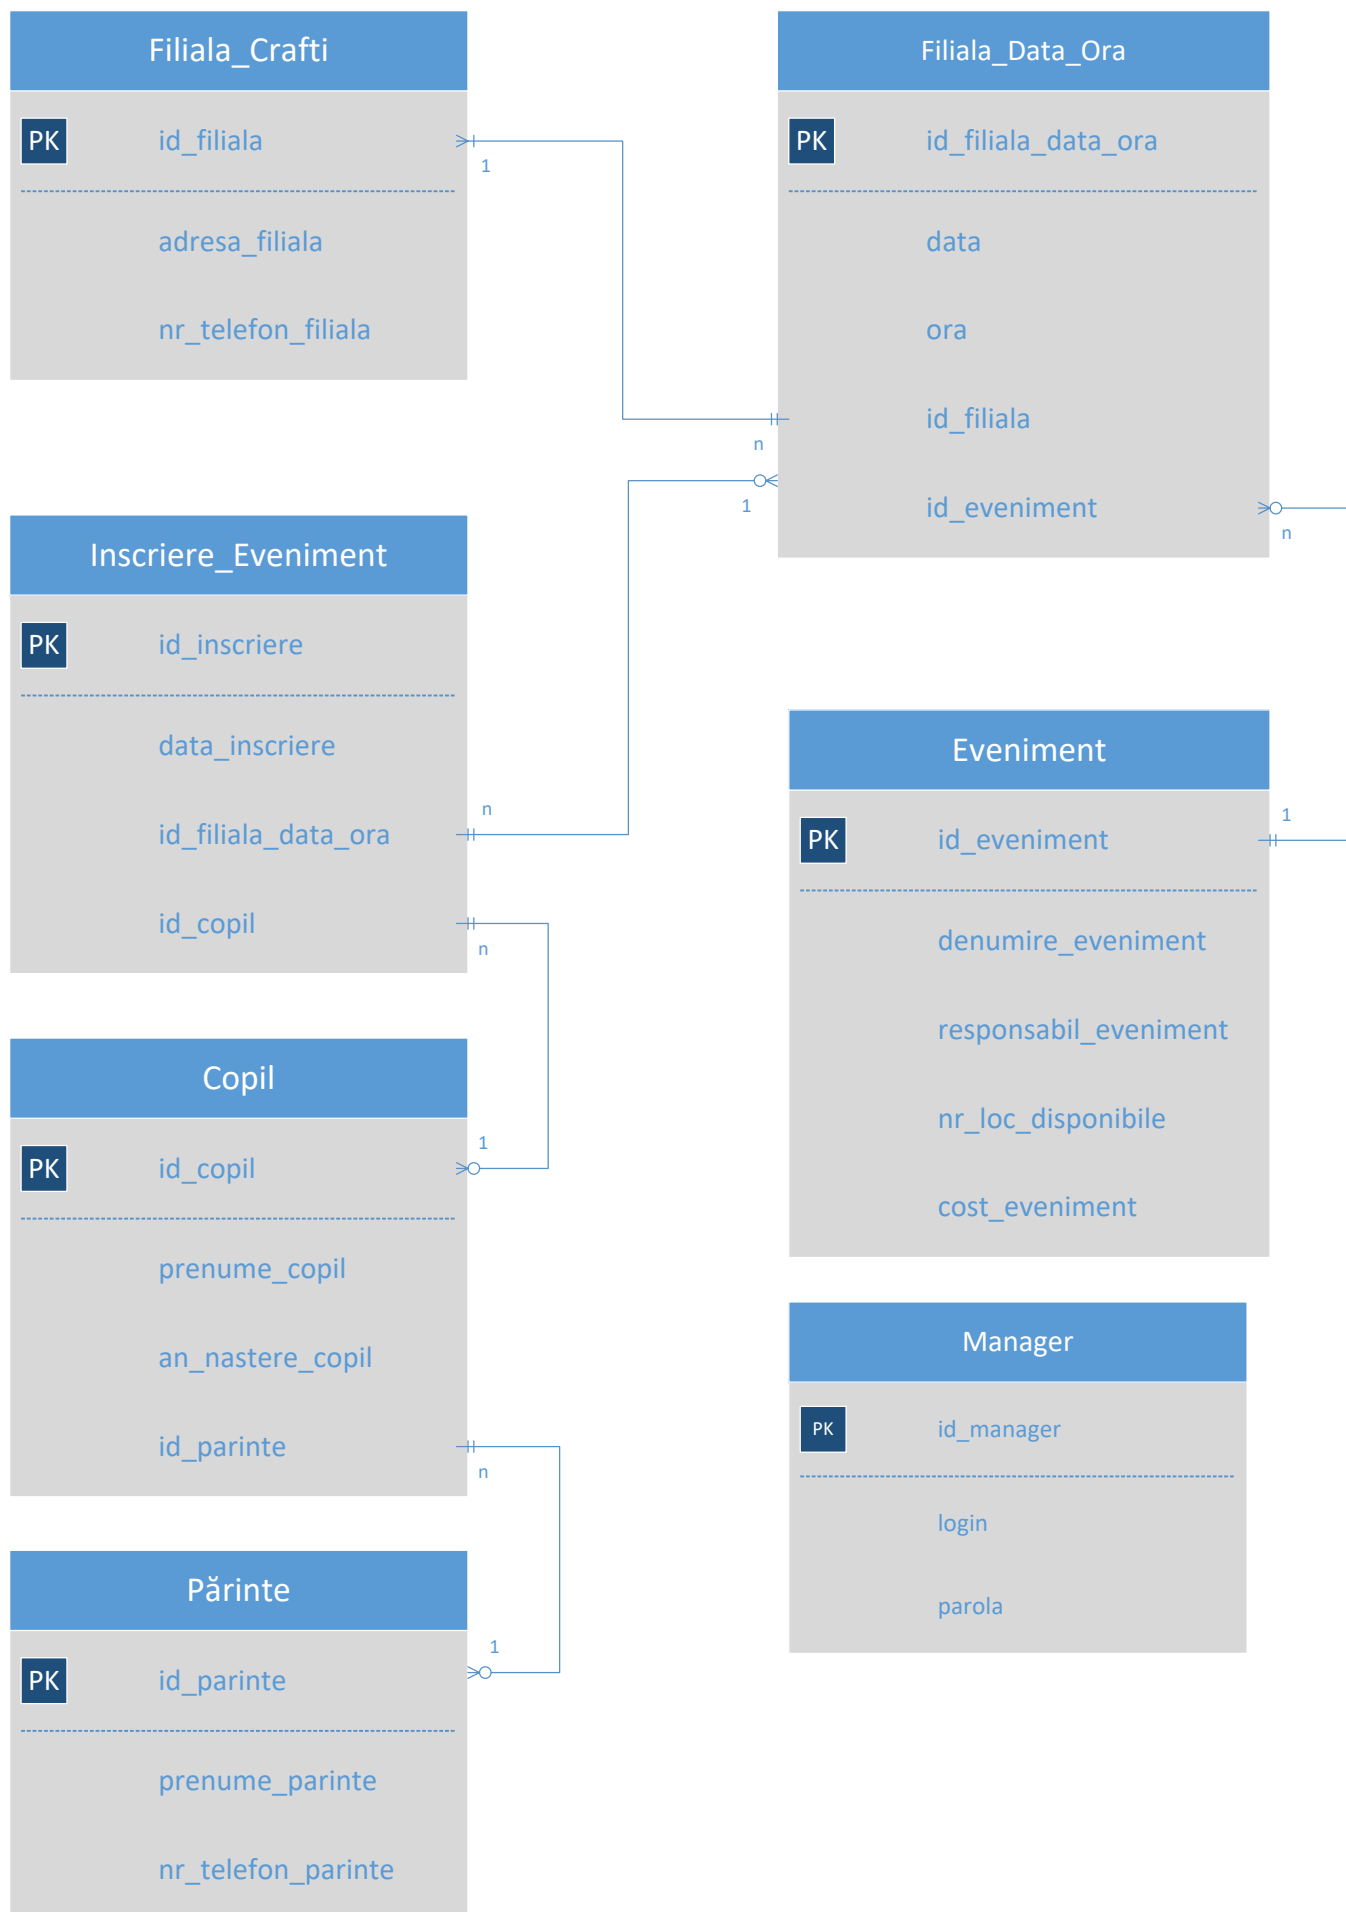 Filiala_Crafti
PK id_filiala
1
adresa_filiala
nr_telefon_filiala
Filiala_Data_Ora
PK id_filiala_data_ora
data
ora
id_filiala
n
1
id_eveniment
n
Inscriere_Eveniment
PK id_inscriere
data_inscriere
n
id_filiala_data_ora
id_copil
n
Eveniment
1
PK id_eveniment
denumire_eveniment
responsabil_eveniment
nr_loc_disponibile
cost_eveniment
Copil
1
PK id_copil
prenume_copil
an_nastere_copil
id_parinte
n
Manager
PK id_manager
login
parola
Părinte
1
PK id_parinte
prenume_parinte
nr_telefon_parinte